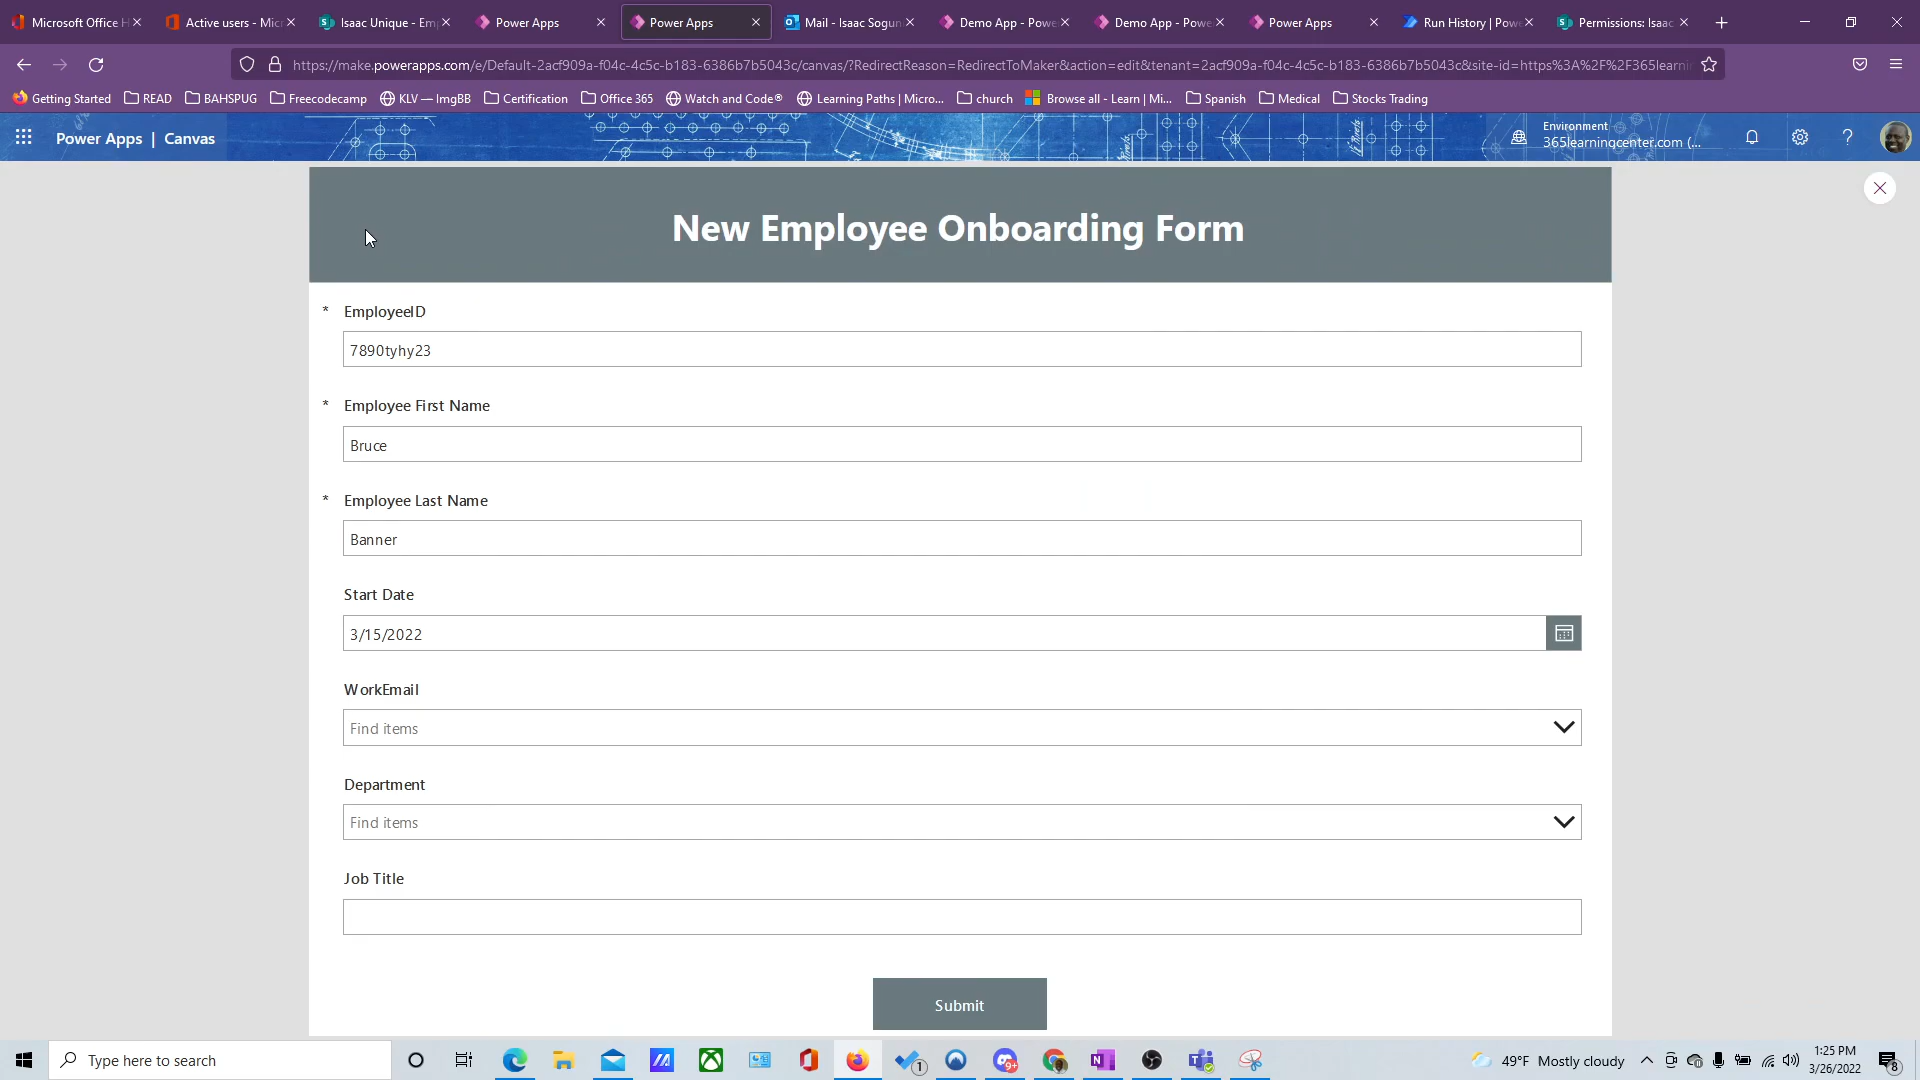 Microsoft Office H
Active users - Micr
Isaac Unique - Emp
Power Apps
Power Apps
Mail - Isaac Sogun
Demo App - Powe
Demo App - Powe
Power Apps
Run History | Powe
Permissions: Isaac
https://make.powerapps.com/e/Default-2acf909a-f04c-4c5c-b183-6386b7b5043c/canvas/?RedirectReason=RedirectToMaker&action=edit&tenant=2acf909a-f04c-4c5c-b183-6386b7b5043c&site-id=https%3A%2F%2F365learni
Getting Started
READ
BAHSPUG
Freecodecamp
KLV — ImgBB
Certification
Office 365
Watch and Code®
Learning Paths | Micro...
church
Browse all - Learn | Mi...
Spanish
Medical
Stocks Trading
Power Apps | Canvas
Environment
365learningcenter.com (...
New Employee Onboarding Form
* EmployeeID
7890tyhy23
* Employee First Name
Bruce
* Employee Last Name
Banner
Start Date
3/15/2022
WorkEmail
Find items
Department
Find items
Job Title
Submit
Type here to search
1
9+
49°F Mostly cloudy
1:25 PM
3/26/2022
8